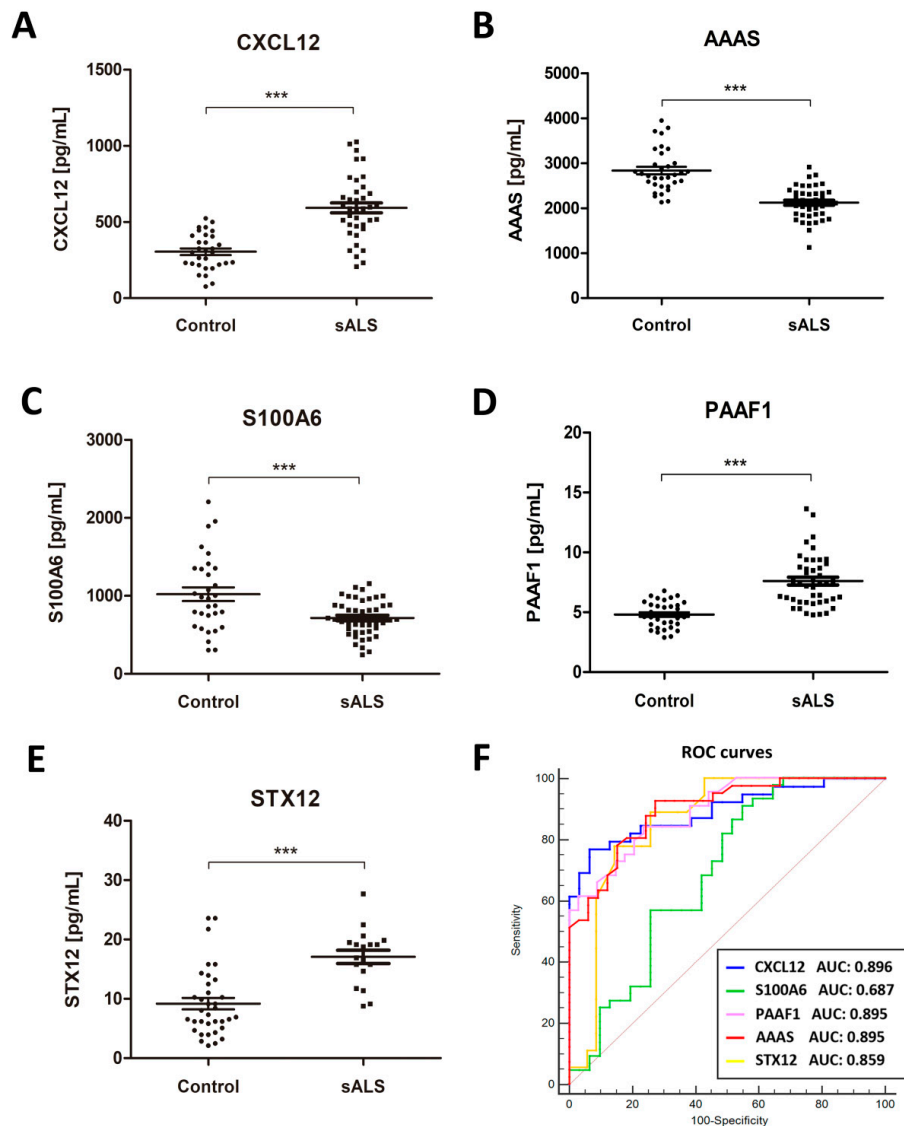 A
CXCL12
CXCL12 [pg/mL]
1500
1000
500
0
***
Control sALS
B
AAAS
AAAS [pg/mL]
5000
4000
3000
2000
1000
0
***
Control sALS
C
S100A6
S100A6 [pg/mL]
3000
2000
1000
0
***
Control sALS
D
PAAF1
PAAF1 [pg/mL]
20
15
10
5
0
***
Control sALS
E
STX12
STX12 [pg/mL]
40
30
20
10
0
***
Control sALS
F
ROC curves
Sensitivity
100
80
60
40
20
0
CXCL12 AUC: 0.896
S100A6 AUC: 0.687
PAAF1 AUC: 0.895
AAAS AUC: 0.895
STX12 AUC: 0.859
0 20 40 60 80 100
100-Specificity